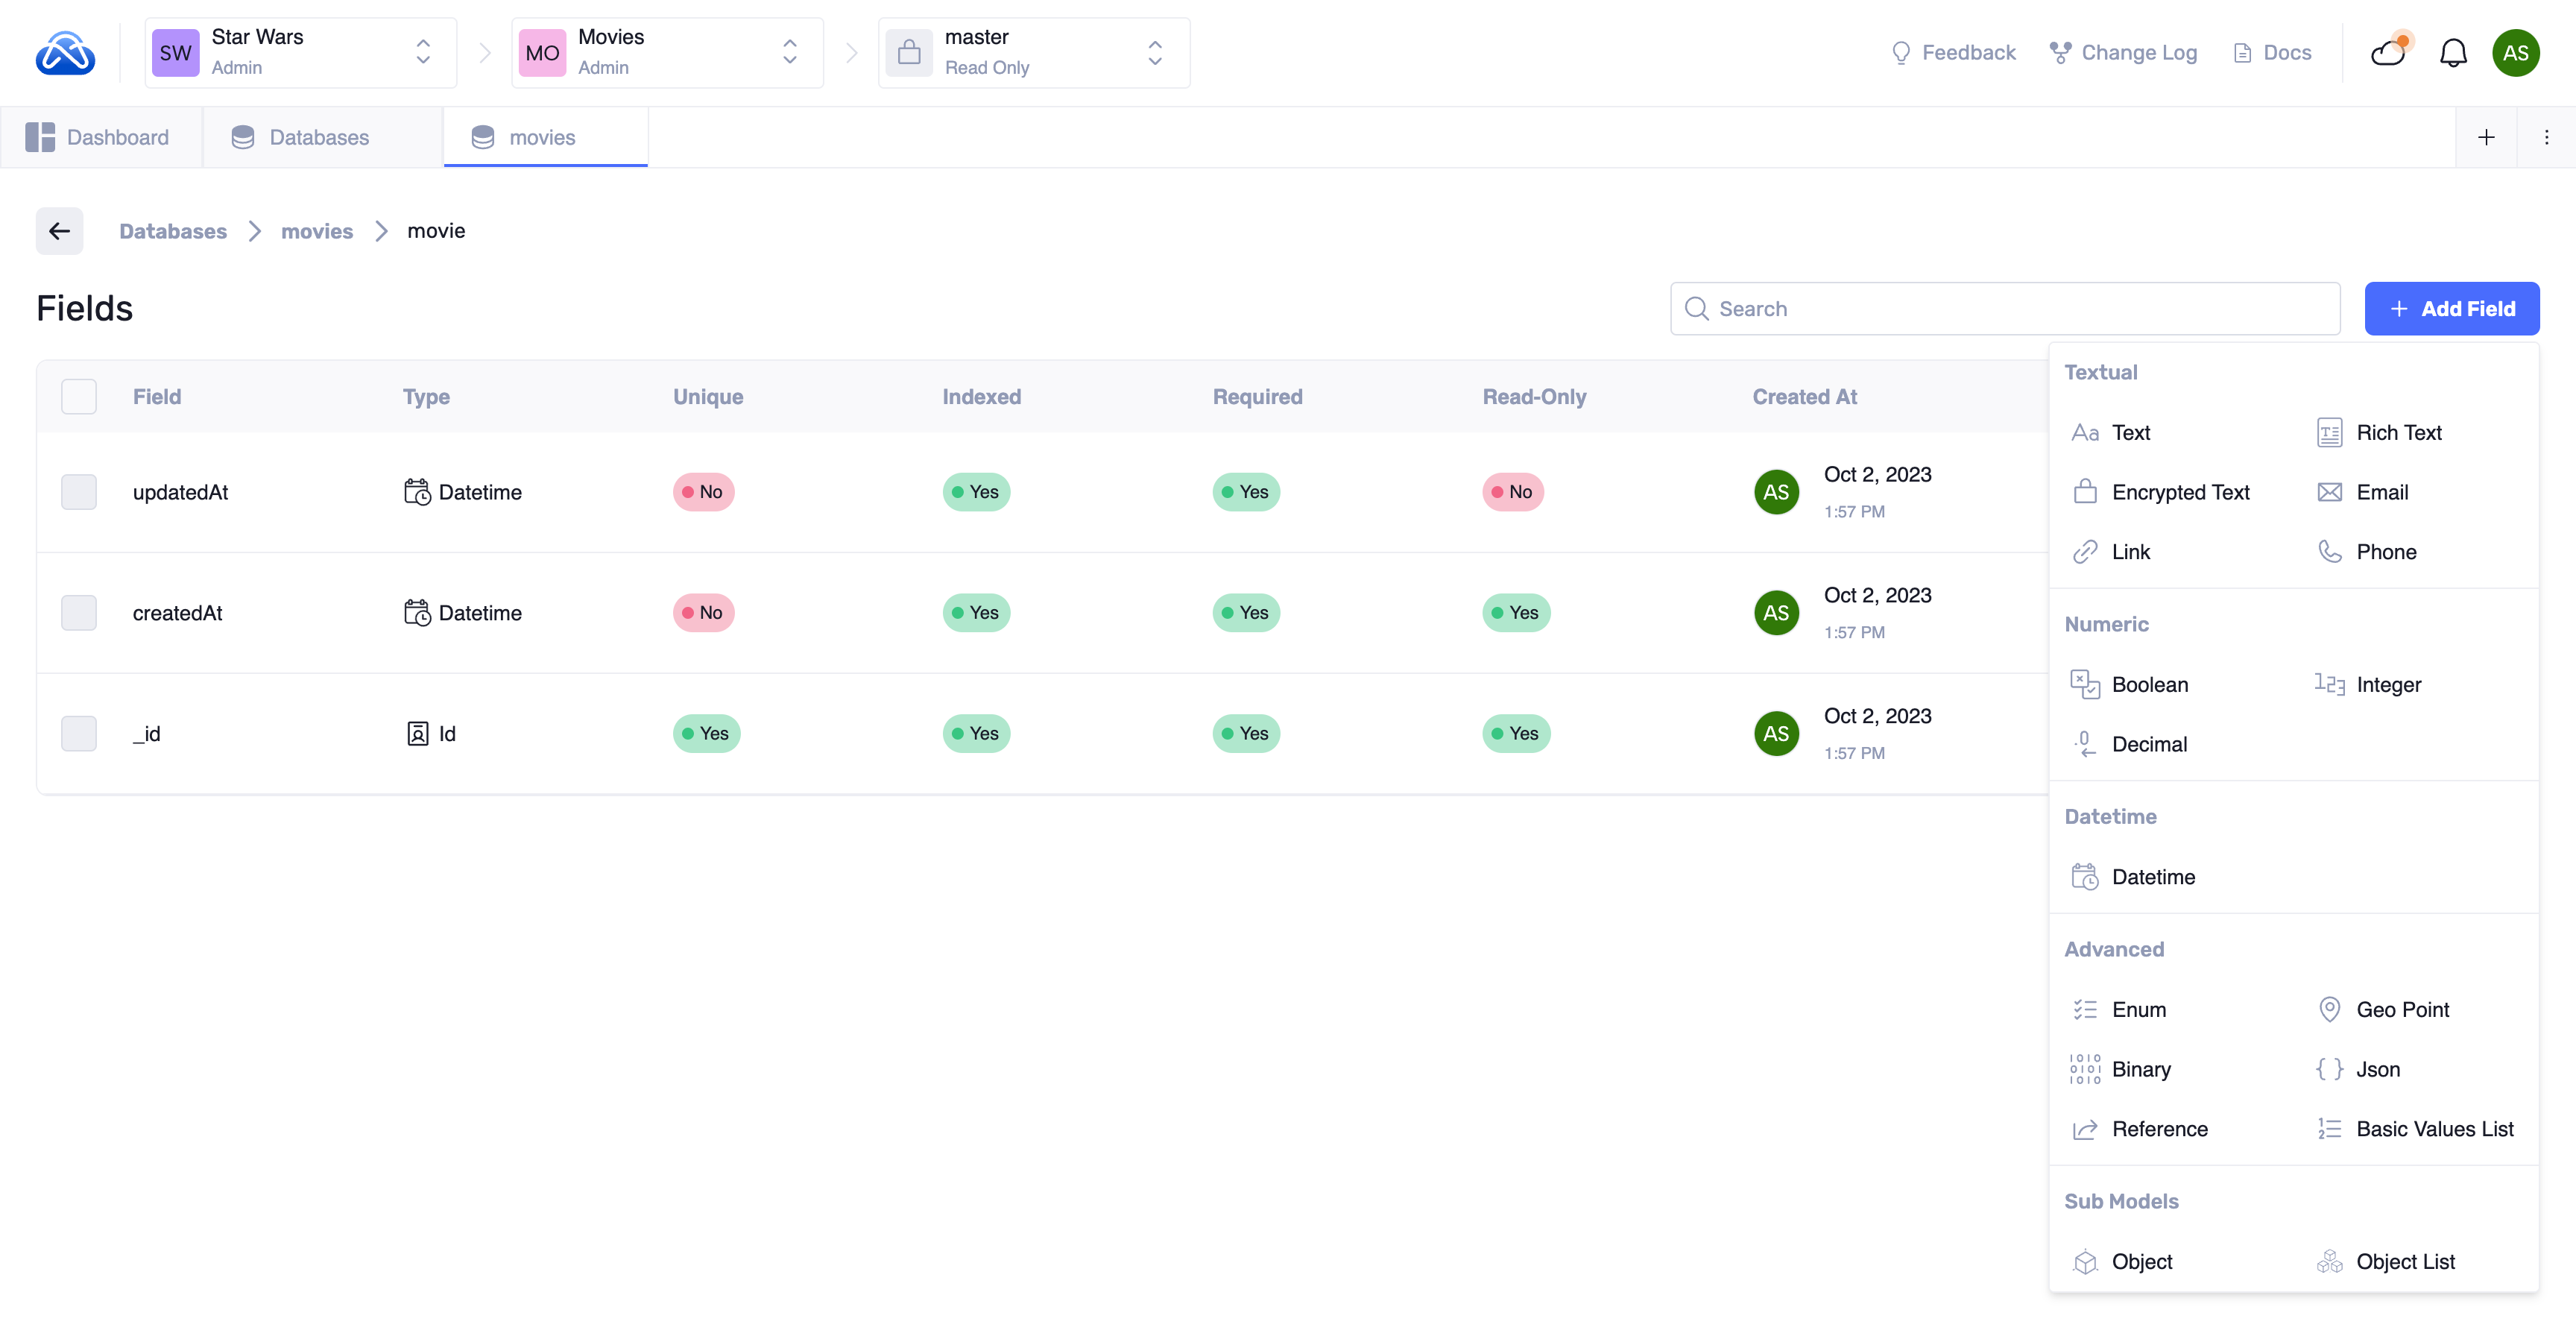 SW Star Wars Admin
MO Movies Admin
master Read Only
Feedback Change Log Docs AS
Dashboard Databases movies
Databases movies movie
Fields
Search
Add Field
Field Type Unique Indexed Required Read-Only Created At
updatedAt Datetime No Yes Yes No AS Oct 2, 2023
1:57 PM
createdAt Datetime No Yes Yes Yes AS Oct 2, 2023
1:57 PM
_id Id Yes Yes Yes Yes AS Oct 2, 2023
1:57 PM
Textual
Text Rich Text
Encrypted Text Email
Link Phone
Numeric
Boolean Integer
Decimal
Datetime
Datetime
Advanced
Enum Geo Point
Binary Json
Reference Basic Values List
Sub Models
Object Object List